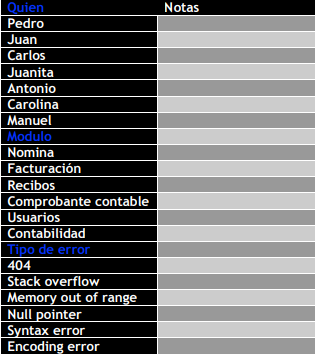 Quien Notas
Pedro
Juan
Carlos
Juanita
Antonio
Carolina
Manuel
Modulo
Nomina
Facturación
Recibos
Comprobante contable
Usuarios
Contabilidad
Tipo de error
404
Stack overflow
Memory out of range
Null pointer
Syntax error
Encoding error